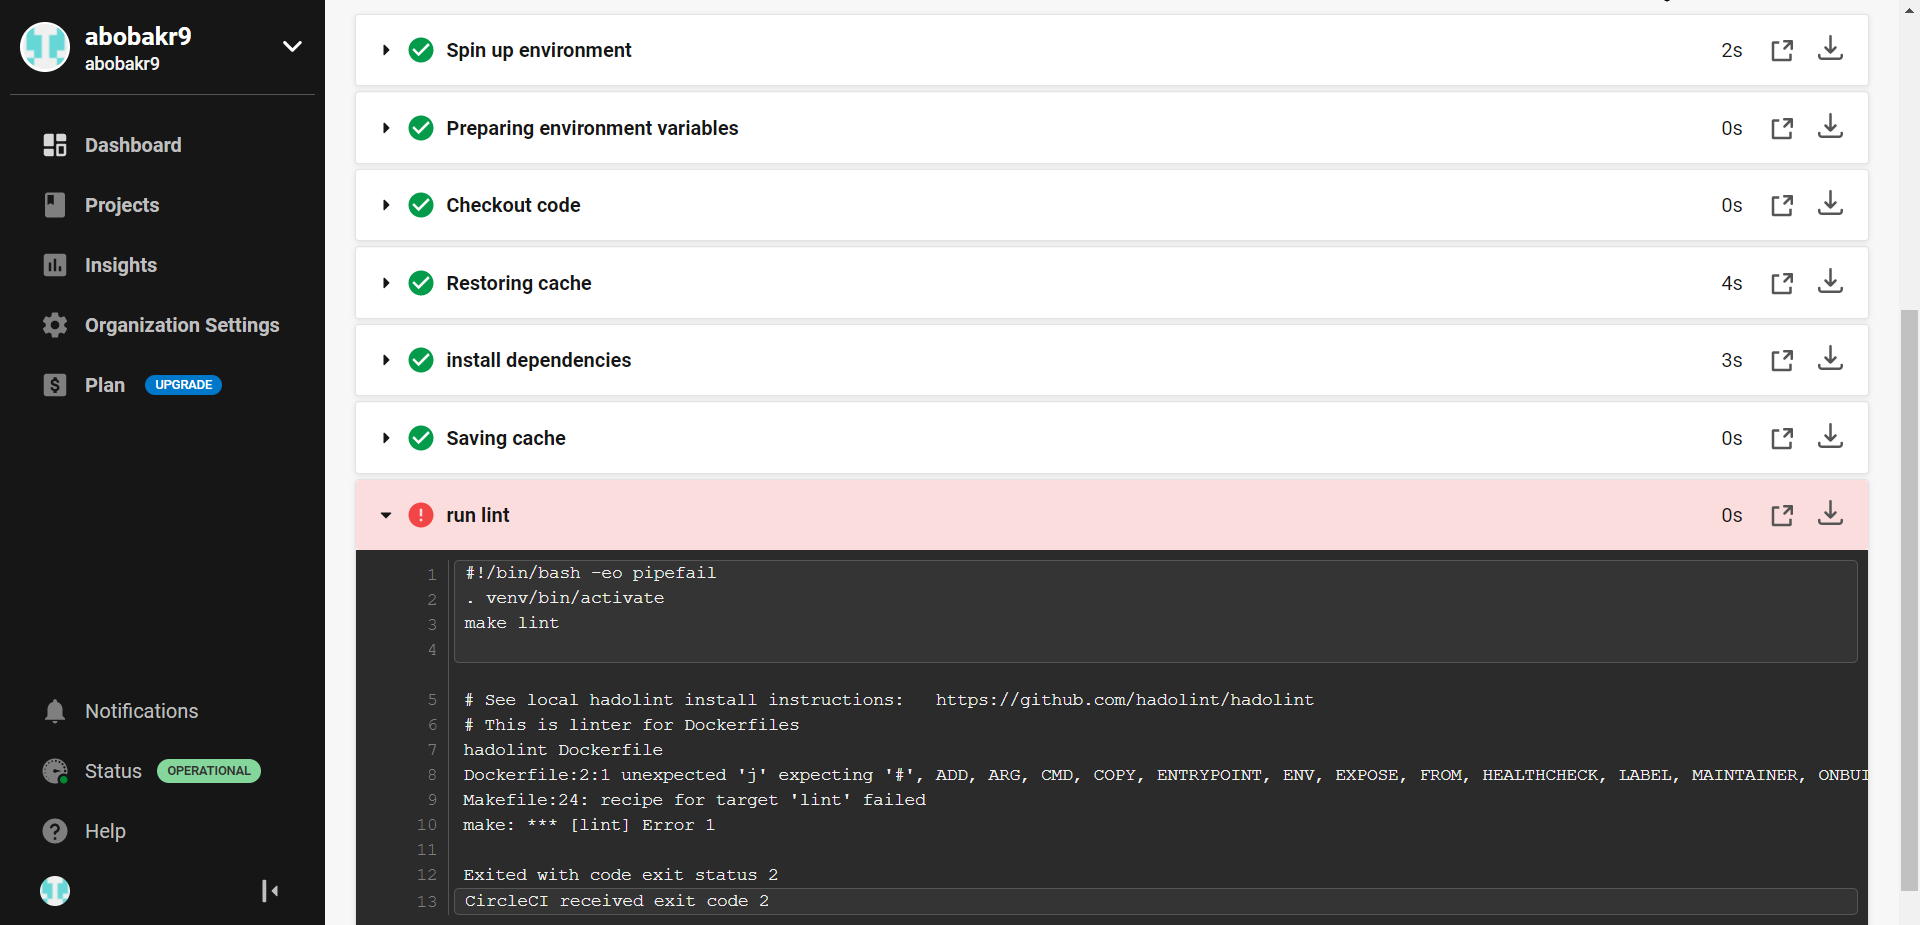 abobakr9
abobakr9
Dashboard
Projects
Insights
Organization Settings
Plan UPGRADE
Notifications
Status OPERATIONAL
Help
Spin up environment 2s
Preparing environment variables 0s
Checkout code 0s
Restoring cache 4s
install dependencies 3s
Saving cache 0s
run lint 0s
1 #!/bin/bash -eo pipefail
2 . venv/bin/activate
3 make lint
4
5 # See local hadolint install instructions:   https://github.com/hadolint/hadolint
6 # This is linter for Dockerfiles
7 hadolint Dockerfile
8 Dockerfile:2:1 unexpected 'j' expecting '#', ADD, ARG, CMD, COPY, ENTRYPOINT, ENV, EXPOSE, FROM, HEALTHCHECK, LABEL, MAINTAINER, ONBUI
9 Makefile:24: recipe for target 'lint' failed
10 make: *** [lint] Error 1
11
12 Exited with code exit status 2
13 CircleCI received exit code 2